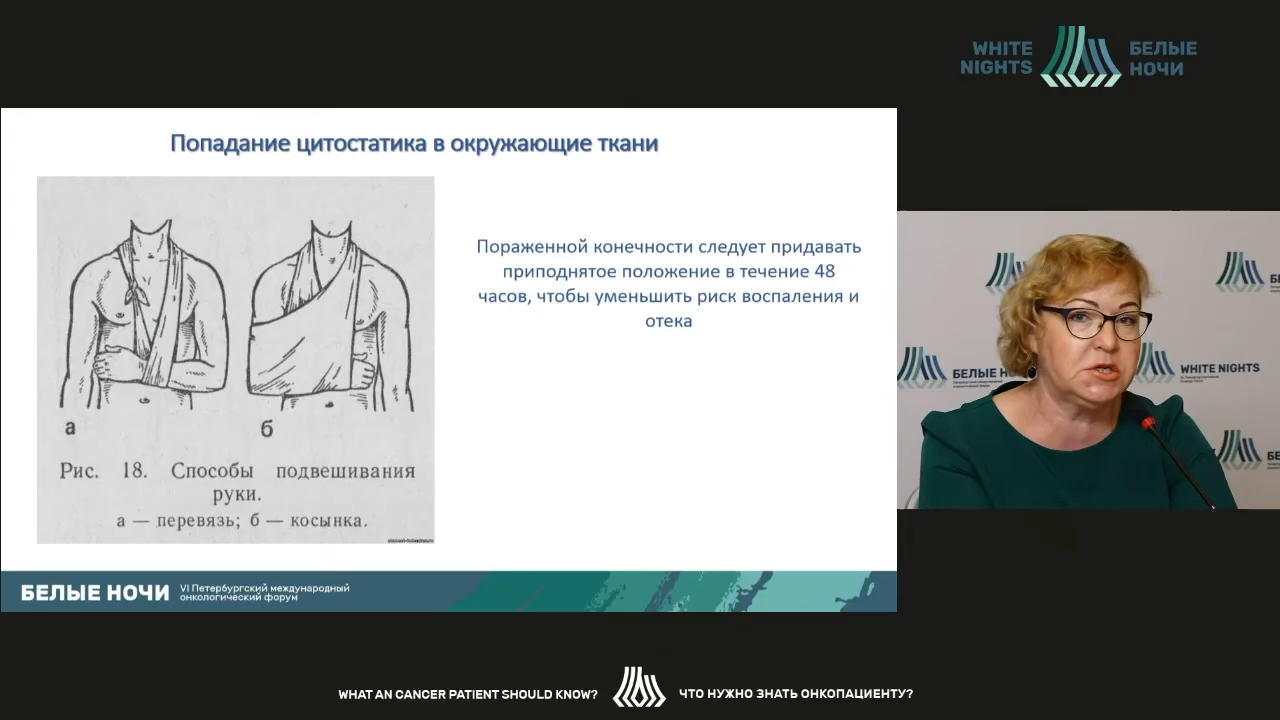 WHITE
NIGHTS
БЕЛЫЕ
НОЧИ
Попадание цитостатика в окружающие ткани
Пораженной конечности следует придавать
приподнятое положение в течение 48
часов, чтобы уменьшить риск воспаления и
отека
а
б
Рис. 18. Способы подвешивания
руки.
а — перевязь; б — косынка.
БЕЛЫЕ НОЧИ
VI Петербургский международный
онкологический форум
БЕЛЫЕ НО
WHITE NIGHTS
WHAT AN CANCER PATIENT SHOULD KNOW?
ЧТО НУЖНО ЗНАТЬ ОНКОПАЦИЕНТУ?